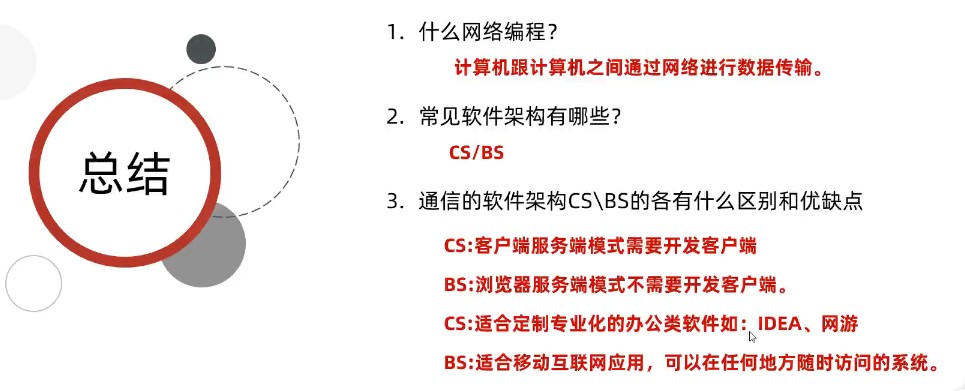 总结
1. 什么网络编程？
计算机跟计算机之间通过网络进行数据传输。
2. 常见软件架构有哪些？
CS/BS
3. 通信的软件架构CS\BS的各有什么区别和优缺点
CS:客户端服务端模式需要开发客户端
BS:浏览器服务端模式不需要开发客户端。
CS:适合定制专业化的办公类软件如：IDEA、网游
BS:适合移动互联网应用，可以在任何地方随时访问的系统。